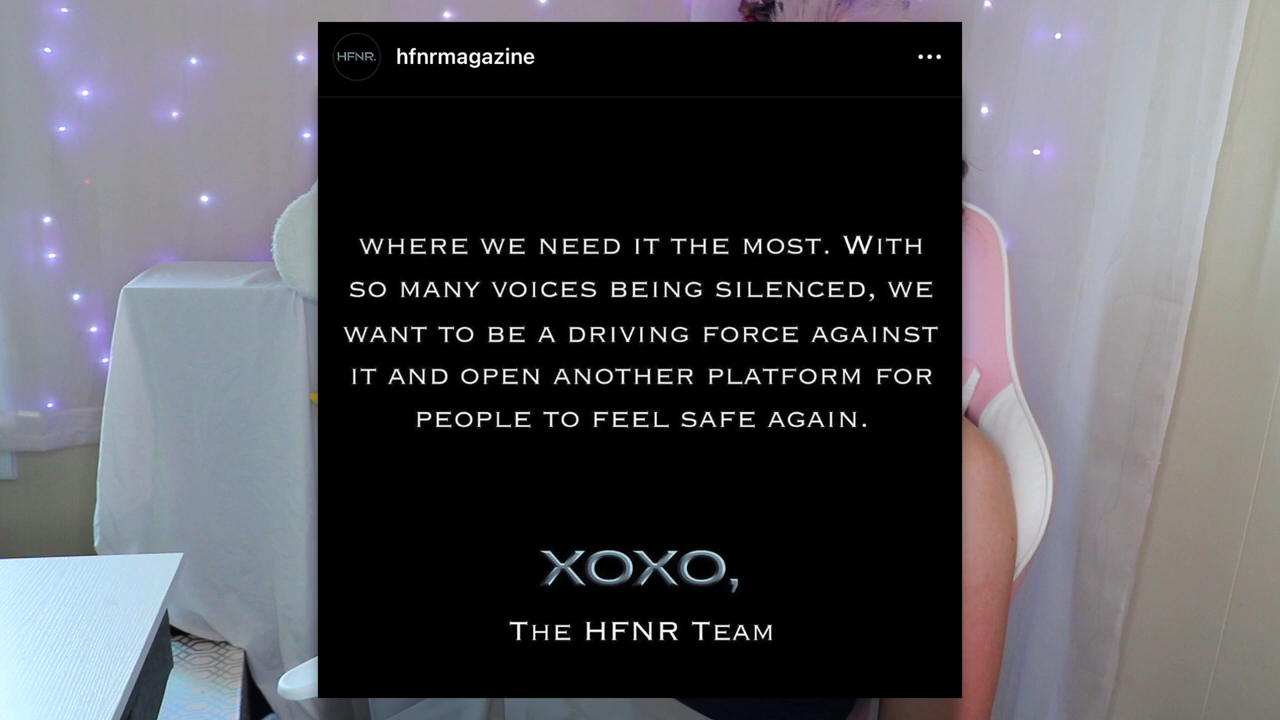 HFNR.
hfnrmagazine
WHERE WE NEED IT THE MOST. WITH
SO MANY VOICES BEING SILENCED, WE
WANT TO BE A DRIVING FORCE AGAINST
IT AND OPEN ANOTHER PLATFORM FOR
PEOPLE TO FEEL SAFE AGAIN.
XOXO,
THE HFNR TEAM